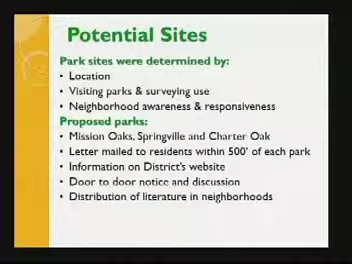 Potential Sites
Park sites were determined by:
• Location
• Visiting parks & surveying use
• Neighborhood awareness & responsiveness
Proposed parks:
• Mission Oaks, Springville and Charter Oak
• Letter mailed to residents within 500' of each park
• Information on District's website
• Door to door notice and discussion
• Distribution of literature in neighborhoods